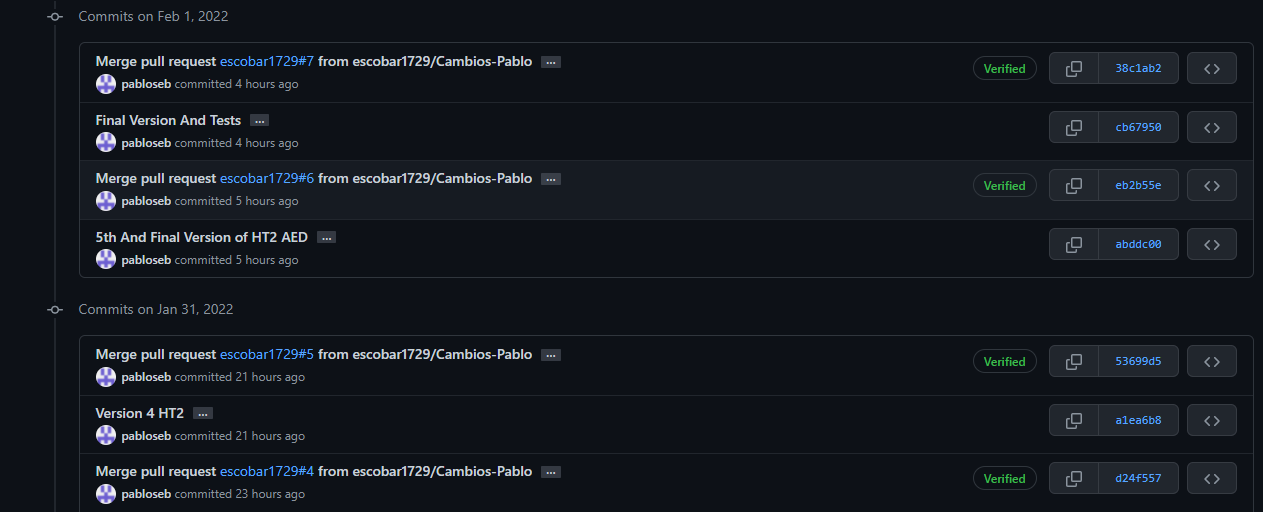 Commits on Feb 1, 2022
Merge pull request escobar1729#7 from escobar1729/Cambios-Pablo ...
Verified 38c1ab2
pabloseb committed 4 hours ago
Final Version And Tests ...
cb67950
pabloseb committed 4 hours ago
Merge pull request escobar1729#6 from escobar1729/Cambios-Pablo ...
Verified eb2b55e
pabloseb committed 5 hours ago
5th And Final Version of HT2 AED ...
abddc00
pabloseb committed 5 hours ago
Commits on Jan 31, 2022
Merge pull request escobar1729#5 from escobar1729/Cambios-Pablo ...
Verified 53699d5
pabloseb committed 21 hours ago
Version 4 HT2 ...
a1ea6b8
pabloseb committed 21 hours ago
Merge pull request escobar1729#4 from escobar1729/Cambios-Pablo ...
Verified d24f557
pabloseb committed 23 hours ago